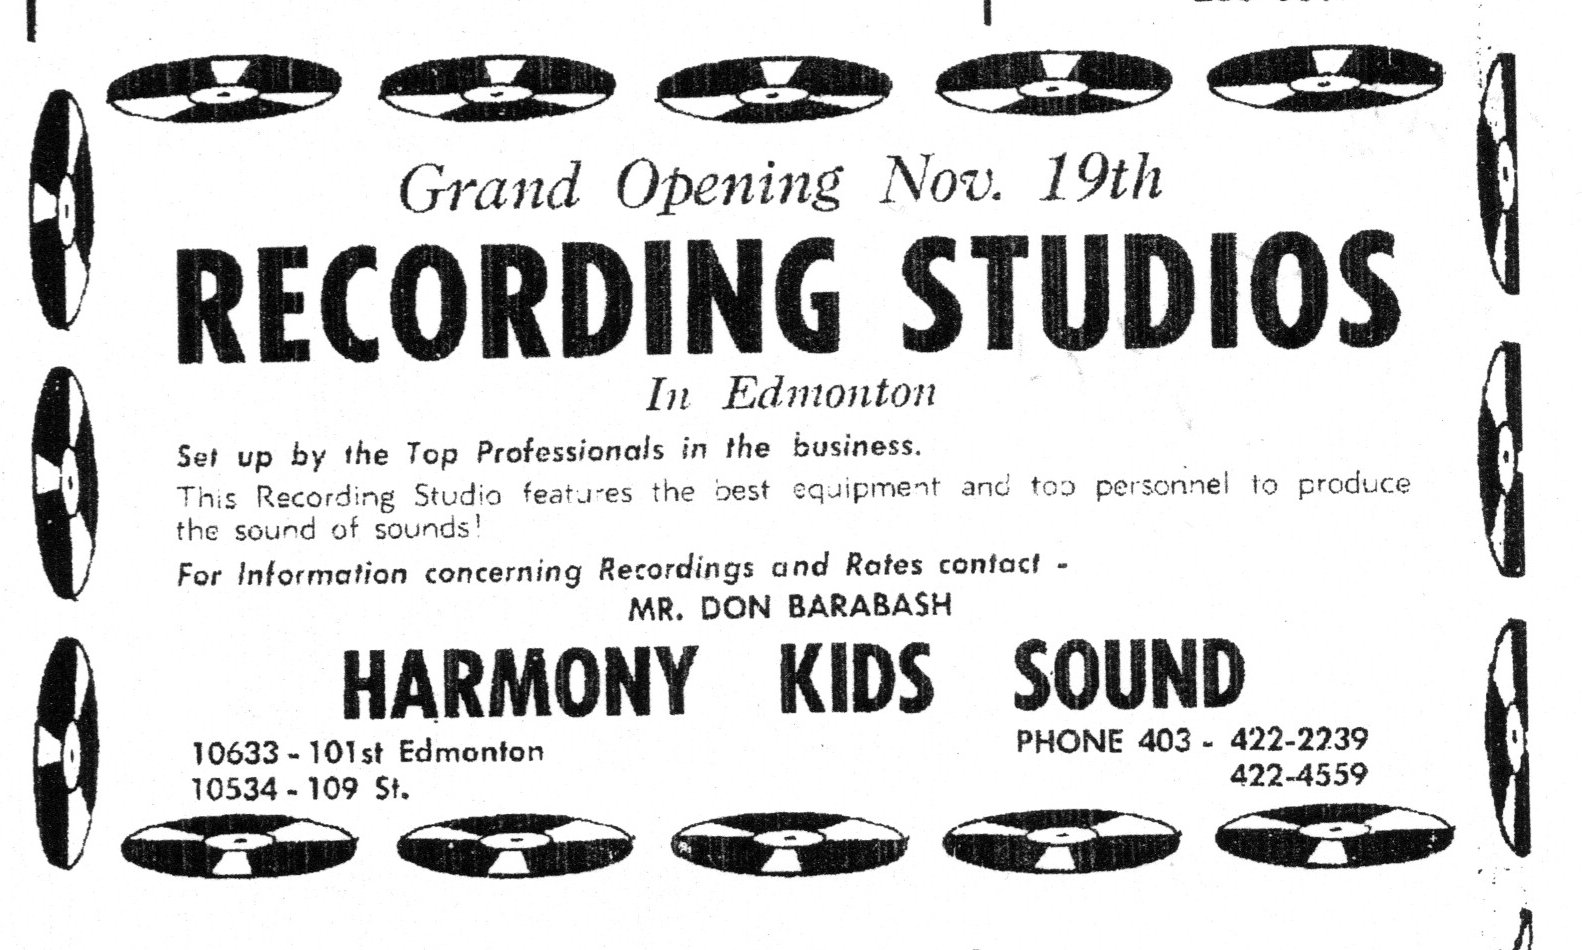 Grand Opening Nov. 19th
RECORDING STUDIOS
In Edmonton
Set up by the Top Professionals in the business.
This Recording Studio features the best equipment and top personnel to produce
the sound of sounds!
For Information concerning Recordings and Rates contact -
MR. DON BARABASH
HARMONY KIDS SOUND
10633 - 101st Edmonton
PHONE 403 - 422-2239
10534 - 109 St.
422-4559